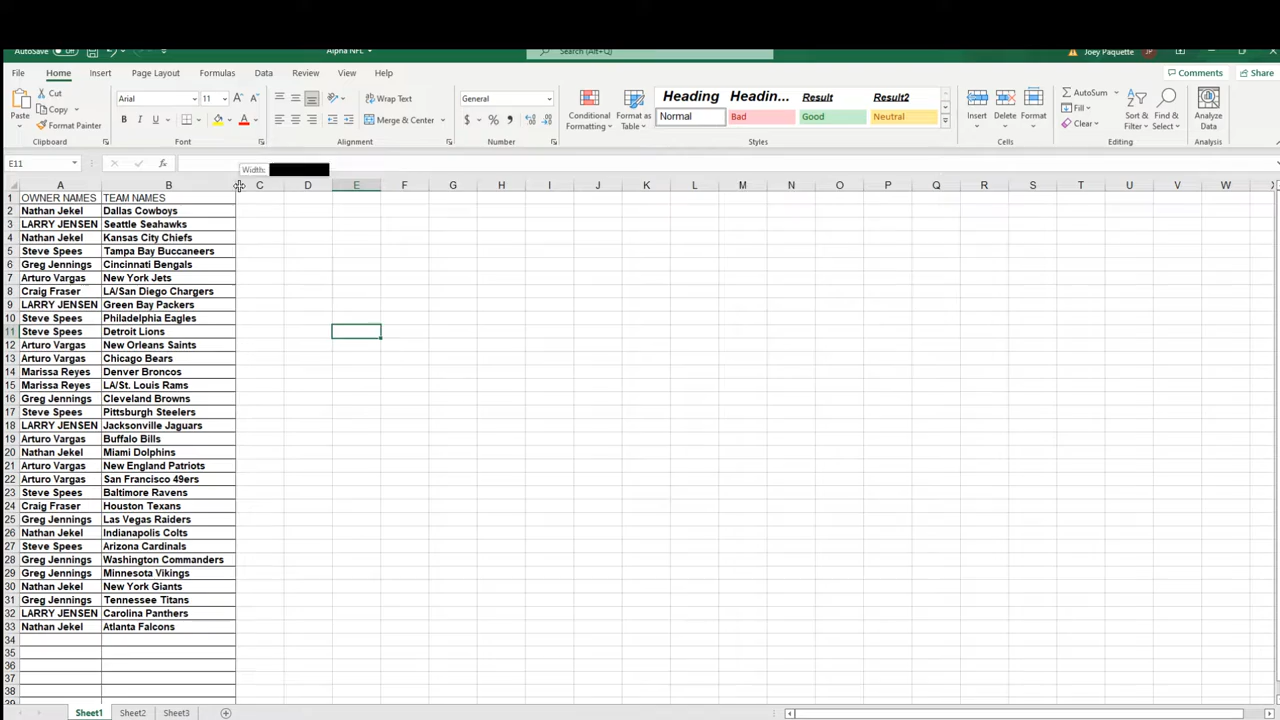 AutoSave Off Alpha NFL Search (Alt+Q) Joey Paquette JP
File Home Insert Page Layout Formulas Data Review View Help Comments Share
Paste Cut Copy Format Painter Clipboard
Arial 11 B I U Font
Wrap Text Merge & Center Alignment
General $ % , Number
Conditional Formatting Format as Table
Heading Headin... Result Result2
Normal Bad Good Neutral
Styles
Insert Delete Format Cells
AutoSum Fill Clear Sort & Filter Find & Select Editing
Analyze Data Analysis
E11 fx
Width:
A B C D E F G H I J K L M N O P Q R S T U V W X
1 OWNER NAMES TEAM NAMES
2 Nathan Jekel Dallas Cowboys
3 LARRY JENSEN Seattle Seahawks
4 Nathan Jekel Kansas City Chiefs
5 Steve Spees Tampa Bay Buccaneers
6 Greg Jennings Cincinnati Bengals
7 Arturo Vargas New York Jets
8 Craig Fraser LA/San Diego Chargers
9 LARRY JENSEN Green Bay Packers
10 Steve Spees Philadelphia Eagles
11 Steve Spees Detroit Lions
12 Arturo Vargas New Orleans Saints
13 Arturo Vargas Chicago Bears
14 Marissa Reyes Denver Broncos
15 Marissa Reyes LA/St. Louis Rams
16 Greg Jennings Cleveland Browns
17 Steve Spees Pittsburgh Steelers
18 LARRY JENSEN Jacksonville Jaguars
19 Arturo Vargas Buffalo Bills
20 Nathan Jekel Miami Dolphins
21 Arturo Vargas New England Patriots
22 Arturo Vargas San Francisco 49ers
23 Steve Spees Baltimore Ravens
24 Craig Fraser Houston Texans
25 Greg Jennings Las Vegas Raiders
26 Nathan Jekel Indianapolis Colts
27 Steve Spees Arizona Cardinals
28 Greg Jennings Washington Commanders
29 Greg Jennings Minnesota Vikings
30 Nathan Jekel New York Giants
31 Greg Jennings Tennessee Titans
32 LARRY JENSEN Carolina Panthers
33 Nathan Jekel Atlanta Falcons
34
35
36
37
38
39
Sheet1 Sheet2 Sheet3